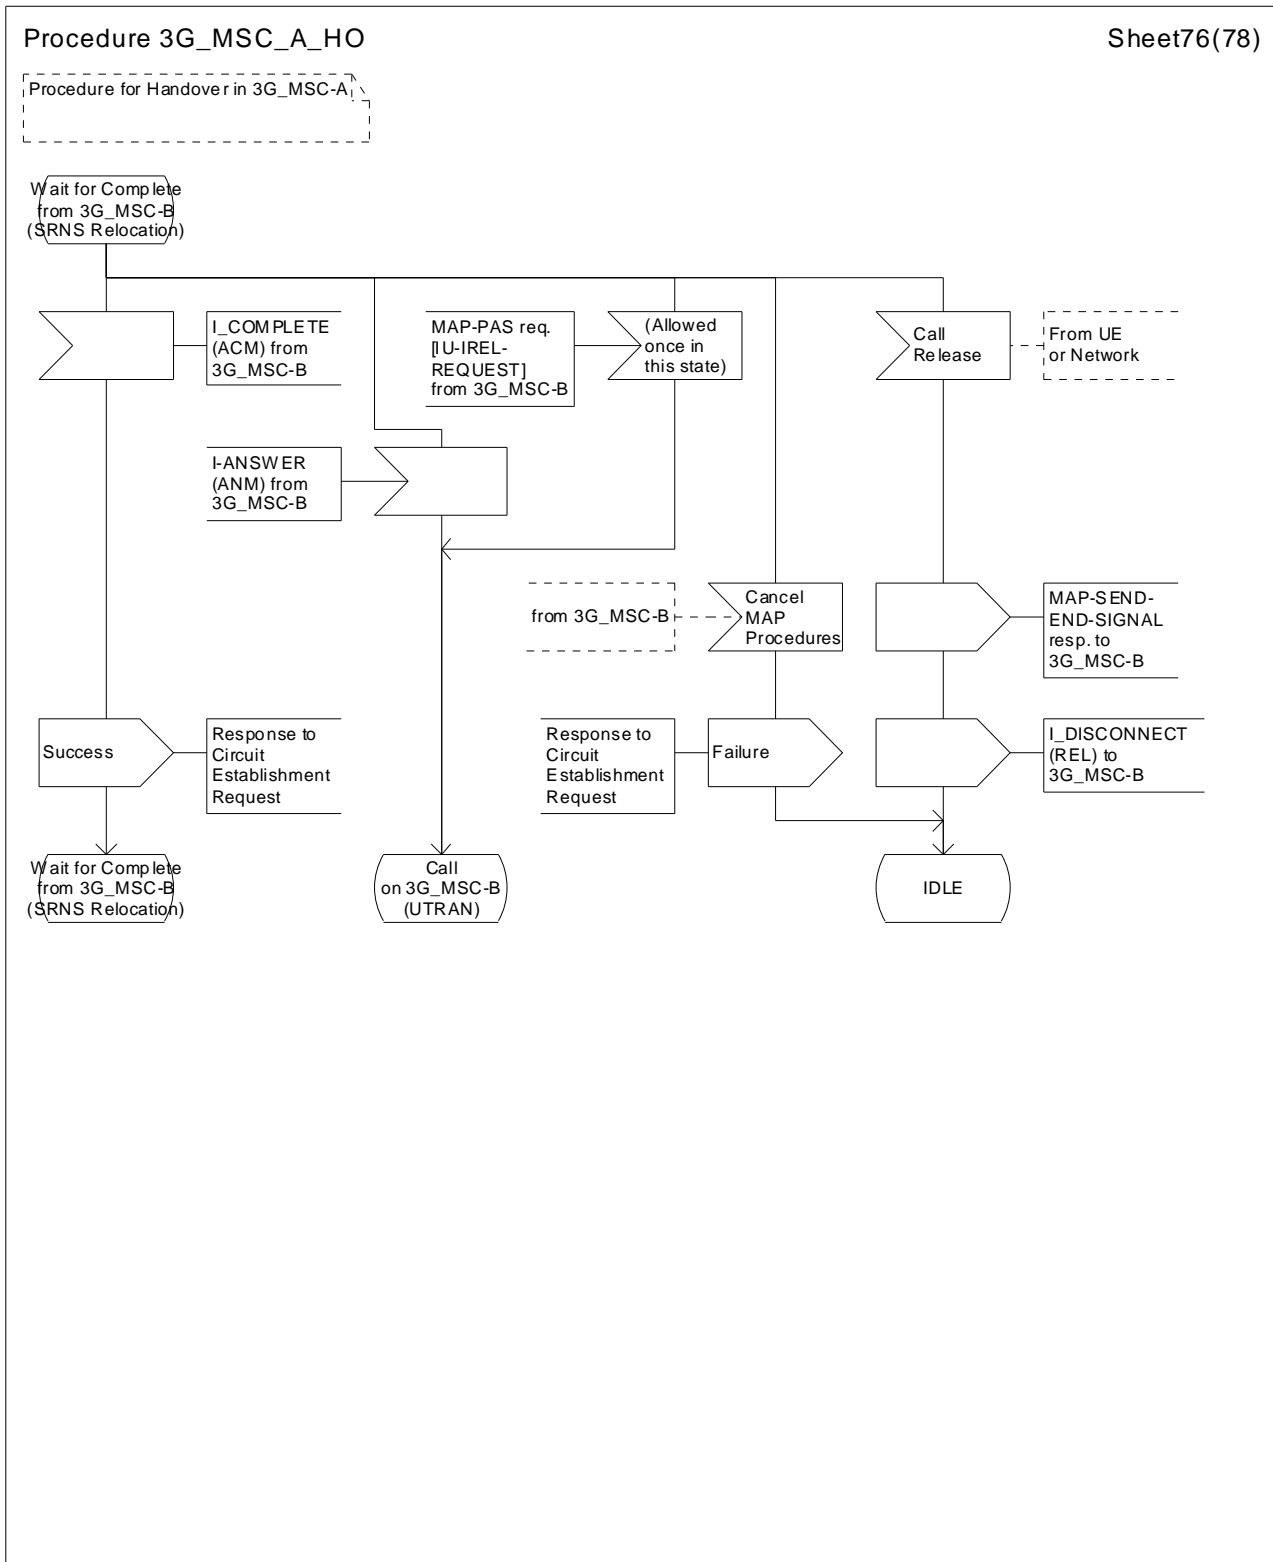 Procedure 3G_MSC_A_HO
Sheet76(78)
Procedure for Handover in 3G_MSC-A
Wait for Complete
from 3G_MSC-B
(SRNS Relocation)
I_COMPLETE
(ACM) from
3G_MSC-B
MAP-PAS req.
[IU-IREL-
REQUEST]
from 3G_MSC-B
(Allowed
once in
this state)
Call
Release
From UE
or Network
I-ANSWER
(ANM) from
3G_MSC-B
from 3G_MSC-B
Cancel
MAP
Procedures
MAP-SEND-
END-SIGNAL
resp. to
3G_MSC-B
Success
Response to
Circuit
Establishment
Request
Response to
Circuit
Establishment
Request
Failure
I_DISCONNECT
(REL) to
3G_MSC-B
Wait for Complete
from 3G_MSC-B
(SRNS Relocation)
Call
on 3G_MSC-B
(UTRAN)
IDLE